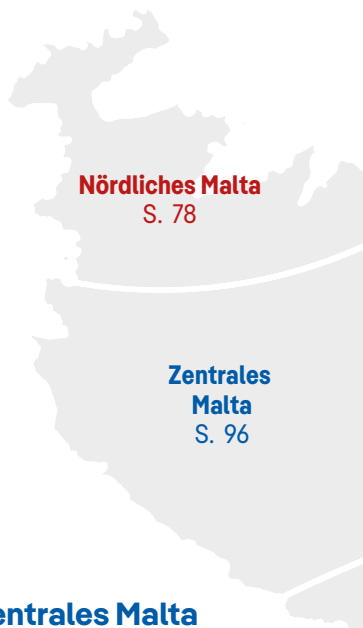 Nördliches Malta
S. 78
Zentrales
Malta
S. 96
entrales Malta